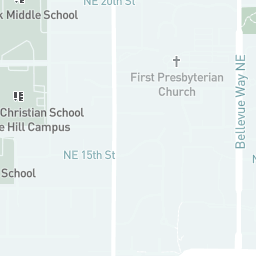 NE 20th St
k Middle School
First Presbyterian
Church
Christian School
e Hill Campus
Bellevue Way NE
NE 15th St
School